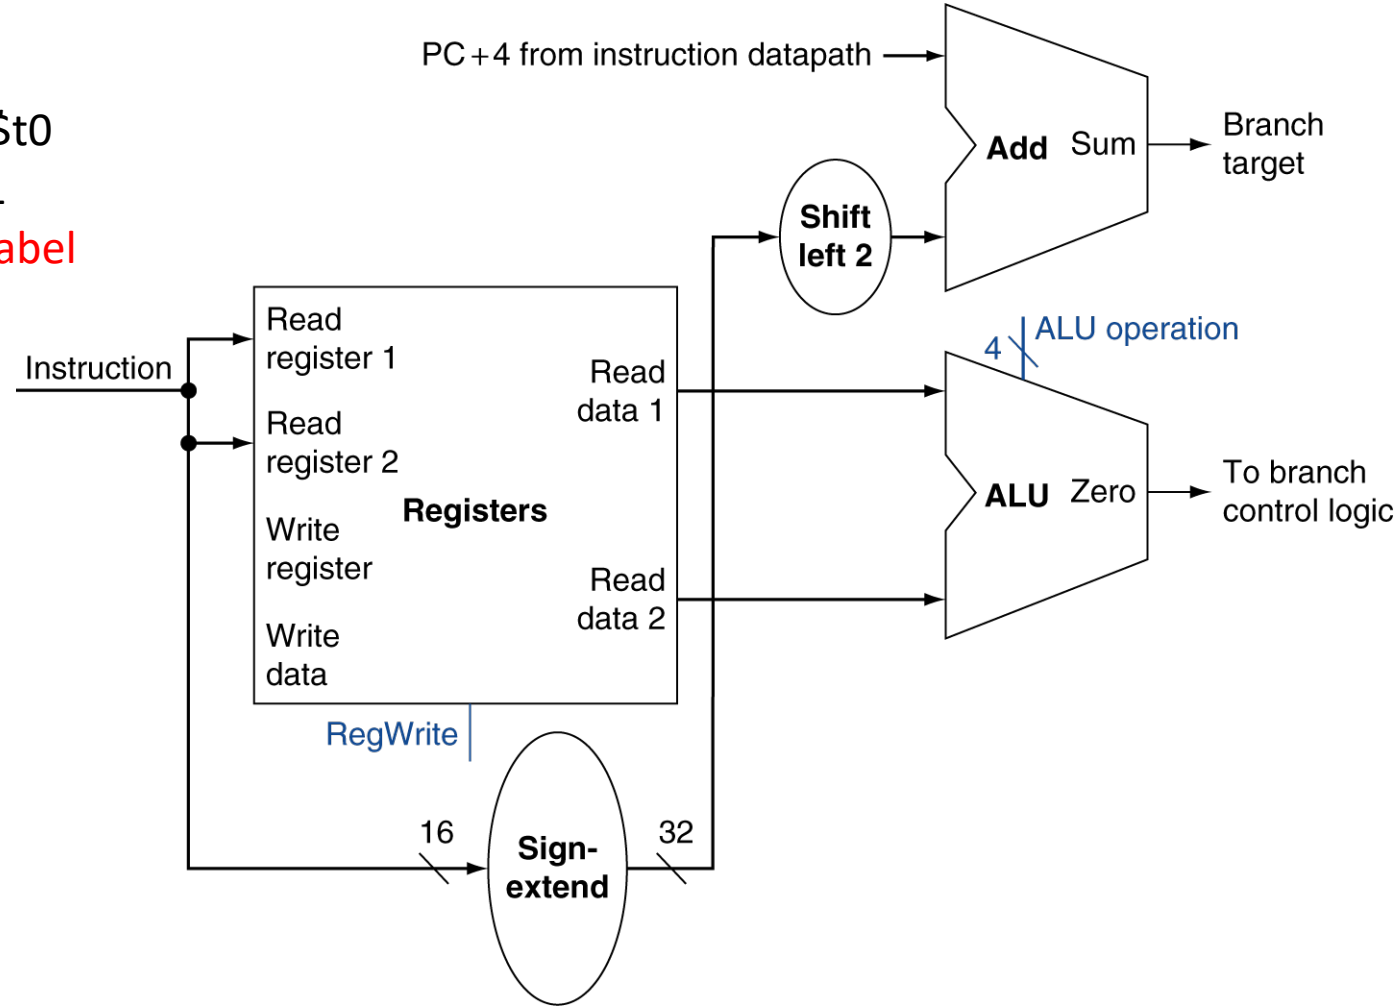 PC+4 from instruction datapath
$t0
Add Sum
Branch
target
Shift
left 2
abel
Instruction
Read
register 1
Read
register 2
Write
register
Write
data
Registers
Read
data 1
Read
data 2
RegWrite
4
ALU operation
ALU Zero
To branch
control logic
16
Sign-
extend
32